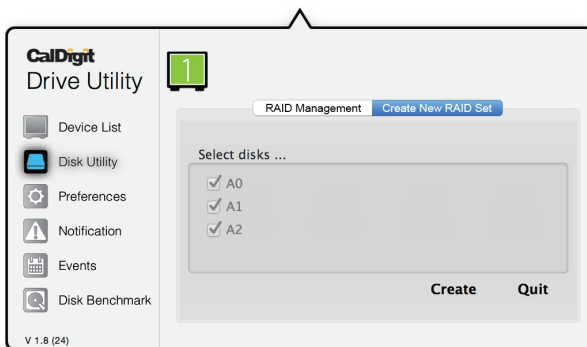 CalDigit
Drive Utility
Device List
Disk Utility
Preferences
Notification
Events
Disk Benchmark
V 1.8 (24)
1
RAID Management
Create New RAID Set
Select disks ...
A0
A1
A2
Create
Quit